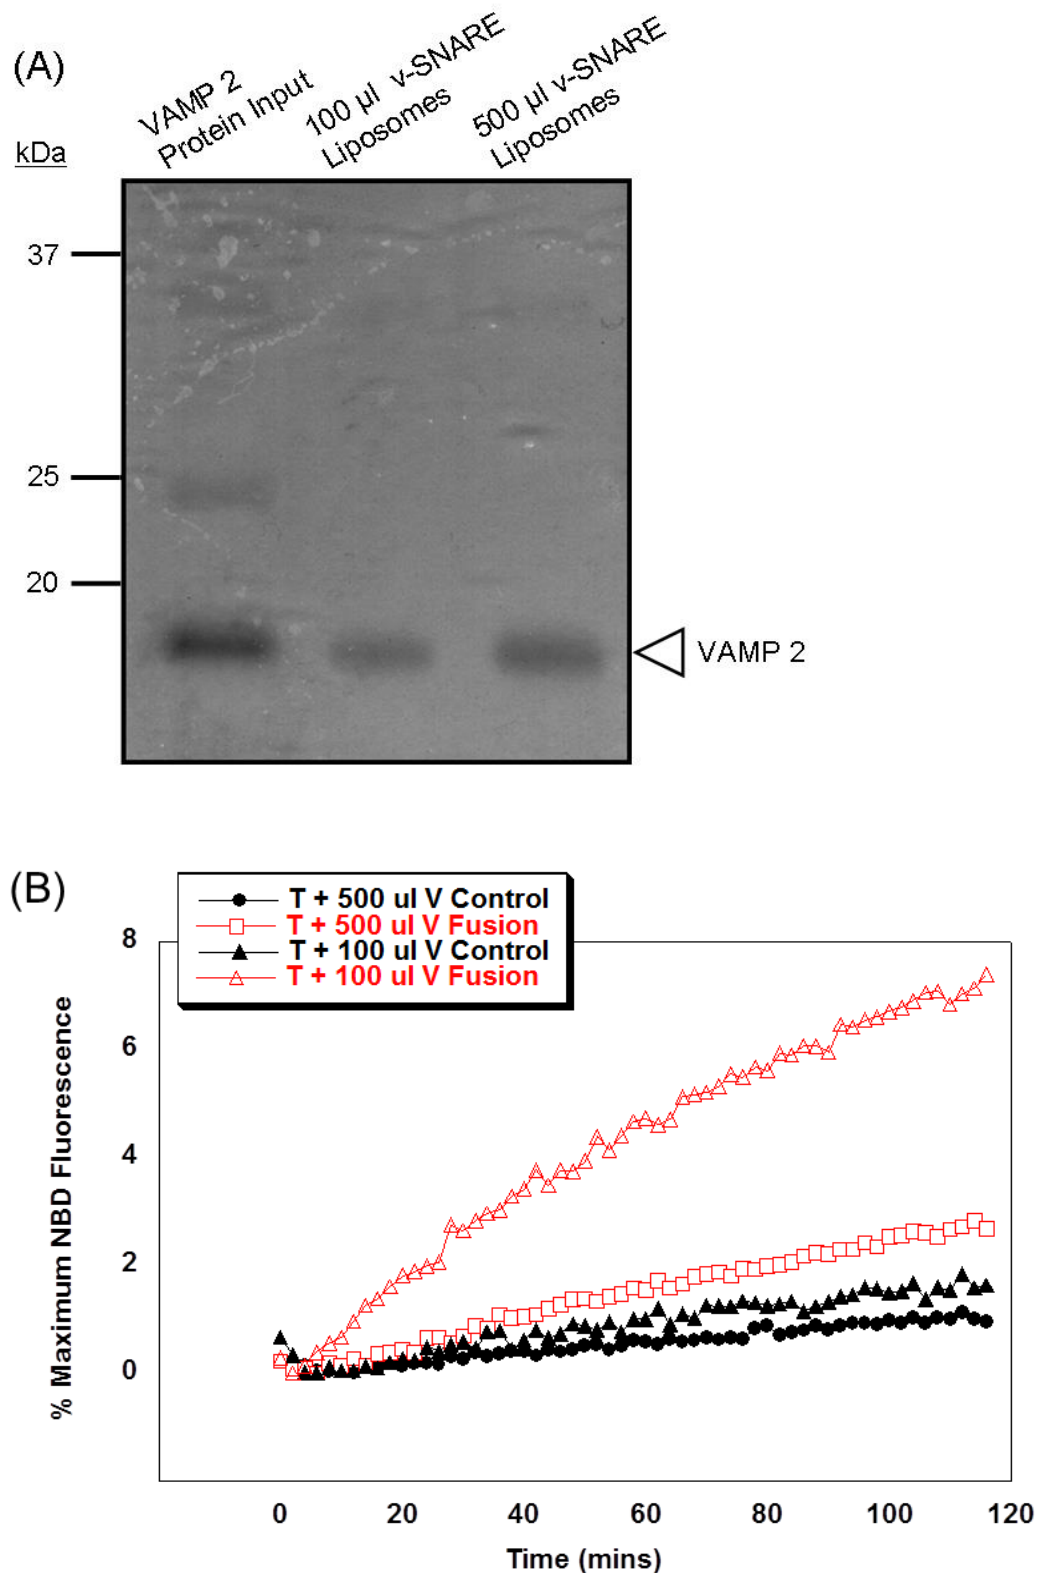 (A)
VAMP 2
Protein Input
100 µl v-SNARE
Liposomes
500 µl v-SNARE
Liposomes
kDa
37
25
20
VAMP 2
(B)
T + 500 ul V Control
T + 500 ul V Fusion
T + 100 ul V Control
T + 100 ul V Fusion
% Maximum NBD Fluorescence
8
6
4
2
0
0 20 40 60 80 100 120
Time (mins)